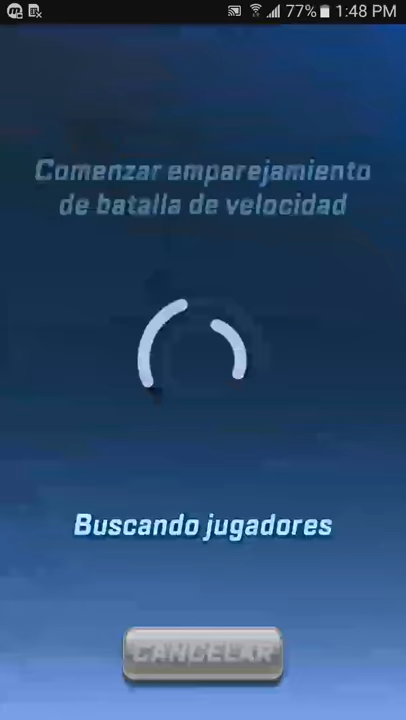 77% 1:48 PM
Comenzar emparejamiento
de batalla de velocidad
Buscando jugadores
CANCELAR